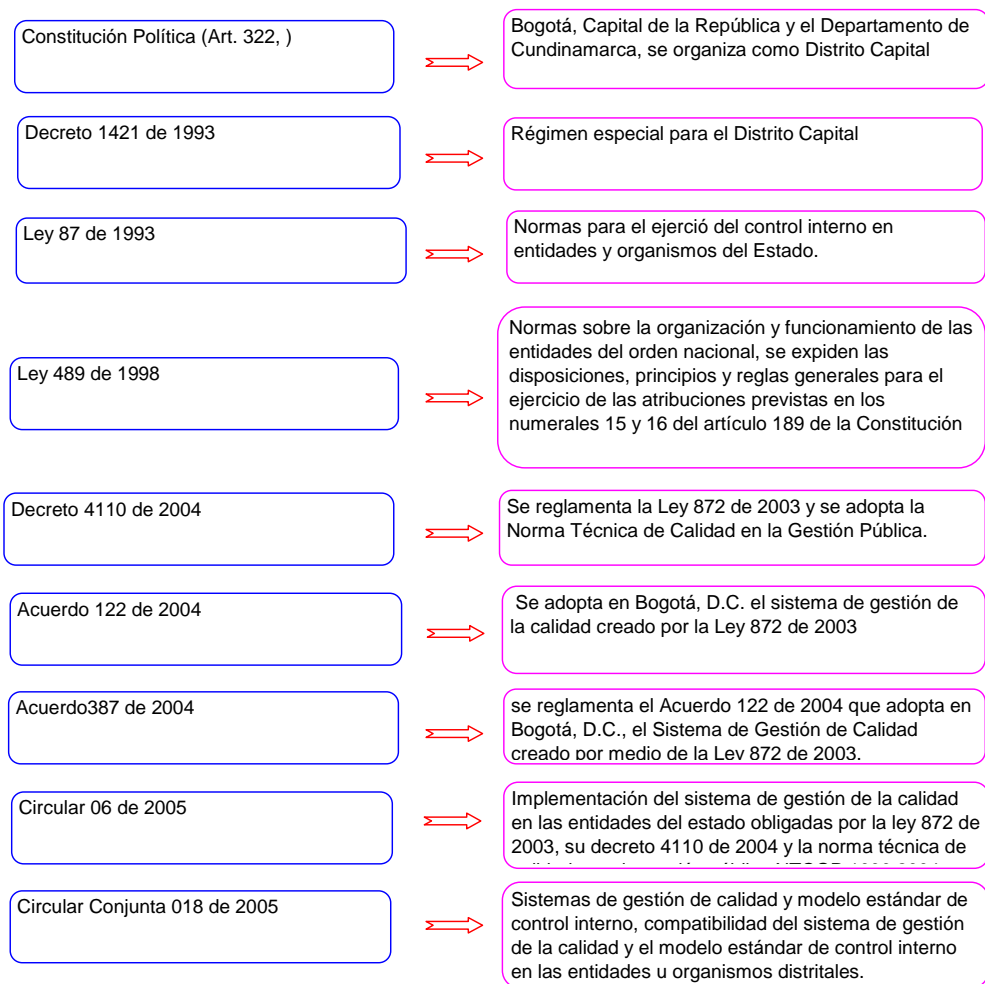 Constitución Política (Art. 322, )
Bogotá, Capital de la República y el Departamento de
Cundinamarca, se organiza como Distrito Capital
Decreto 1421 de 1993
Régimen especial para el Distrito Capital
Ley 87 de 1993
Normas para el ejerció del control interno en
entidades y organismos del Estado.
Ley 489 de 1998
Normas sobre la organización y funcionamiento de las
entidades del orden nacional, se expiden las
disposiciones, principios y reglas generales para el
ejercicio de las atribuciones previstas en los
numerales 15 y 16 del artículo 189 de la Constitución
Decreto 4110 de 2004
Se reglamenta la Ley 872 de 2003 y se adopta la
Norma Técnica de Calidad en la Gestión Pública.
Acuerdo 122 de 2004
Se adopta en Bogotá, D.C. el sistema de gestión de
la calidad creado por la Ley 872 de 2003
Acuerdo387 de 2004
se reglamenta el Acuerdo 122 de 2004 que adopta en
Bogotá, D.C., el Sistema de Gestión de Calidad
creado por medio de la Ley 872 de 2003.
Circular 06 de 2005
Implementación del sistema de gestión de la calidad
en las entidades del estado obligadas por la ley 872 de
2003, su decreto 4110 de 2004 y la norma técnica de
Circular Conjunta 018 de 2005
Sistemas de gestión de calidad y modelo estándar de
control interno, compatibilidad del sistema de gestión
de la calidad y el modelo estándar de control interno
en las entidades u organismos distritales.